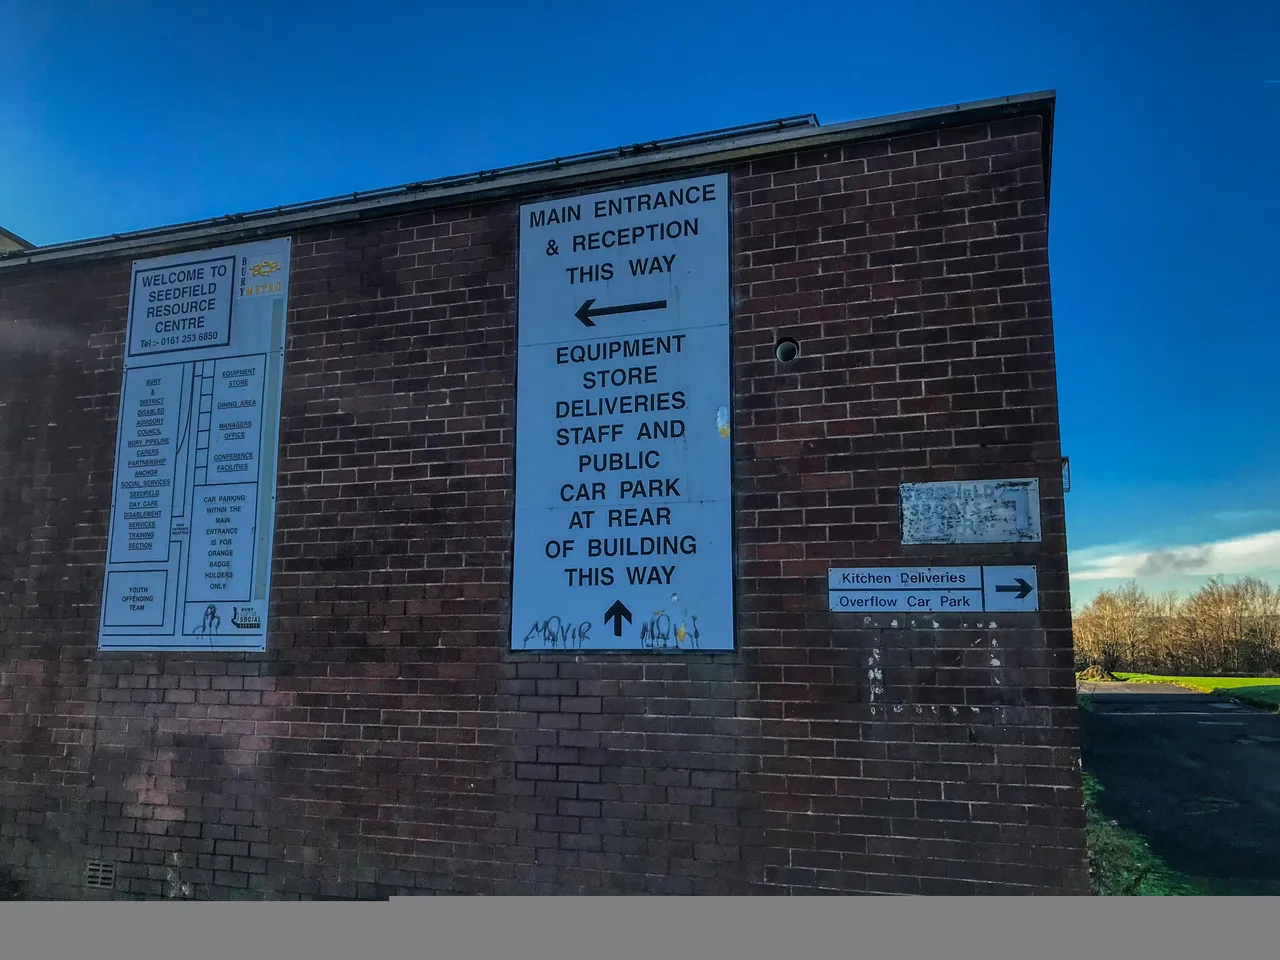 WELCOME TO
SEEDFIELD
RESOURCE
CENTRE
Tel :- 0161 253 6850
BURY
METRO
BURY
&
DISTRICT
DISABLED
ADVISORY
COUNCIL
BURY PIPELINE
CARERS
PARTNERSHIP
ANCHOR
SOCIAL SERVICES
SEEDFIELD
DAY CARE
DISABLEMENT
SERVICES
TRAINING
SECTION
YOUTH
OFFENDING
TEAM
EQUIPMENT
STORE
DINING AREA
MANAGERS
OFFICE
CONFERENCE
FACILITIES
CAR PARKING
WITHIN THE
MAIN
ENTRANCE
IS FOR
ORANGE
BADGE
HOLDERS
ONLY
BURY
SOCIAL
MAIN ENTRANCE
& RECEPTION
THIS WAY
EQUIPMENT
STORE
DELIVERIES
STAFF AND
PUBLIC
CAR PARK
AT REAR
OF BUILDING
THIS WAY
Kitchen Deliveries
Overflow Car Park